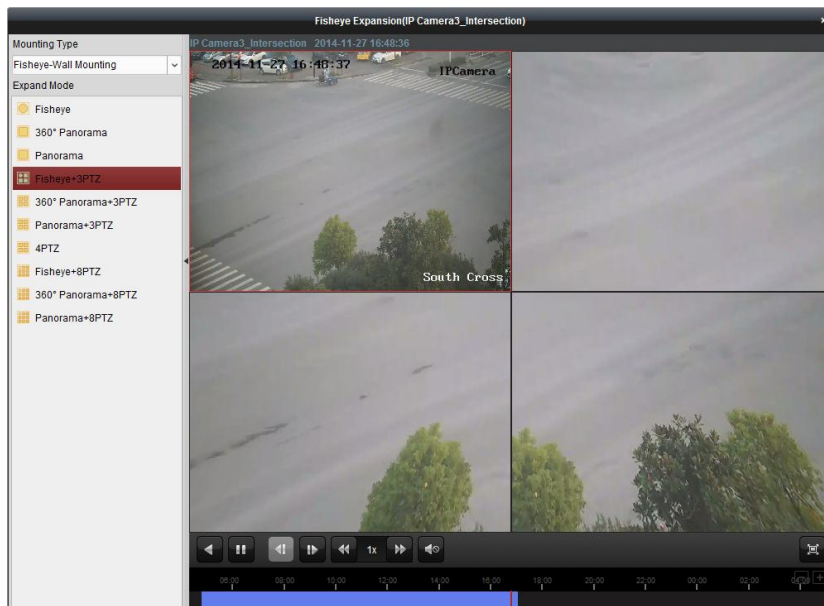 Fisheye Expansion(IP Camera3_Intersection)
Mounting Type
Fisheye-Wall Mounting
Expand Mode
Fisheye
360° Panorama
Panorama
Fisheye+3PTZ
360° Panorama+3PTZ
Panorama+3PTZ
4PTZ
Fisheye+8PTZ
360° Panorama+8PTZ
Panorama+8PTZ
IP Camera3_Intersection 2014-11-27 16:48:36
2014-11-27 16:48:37
IPCamera
South Cross
1x
06:00 08:00 10:00 12:00 14:00 16:00 18:00 20:00 22:00 00:00 02:00 04:00